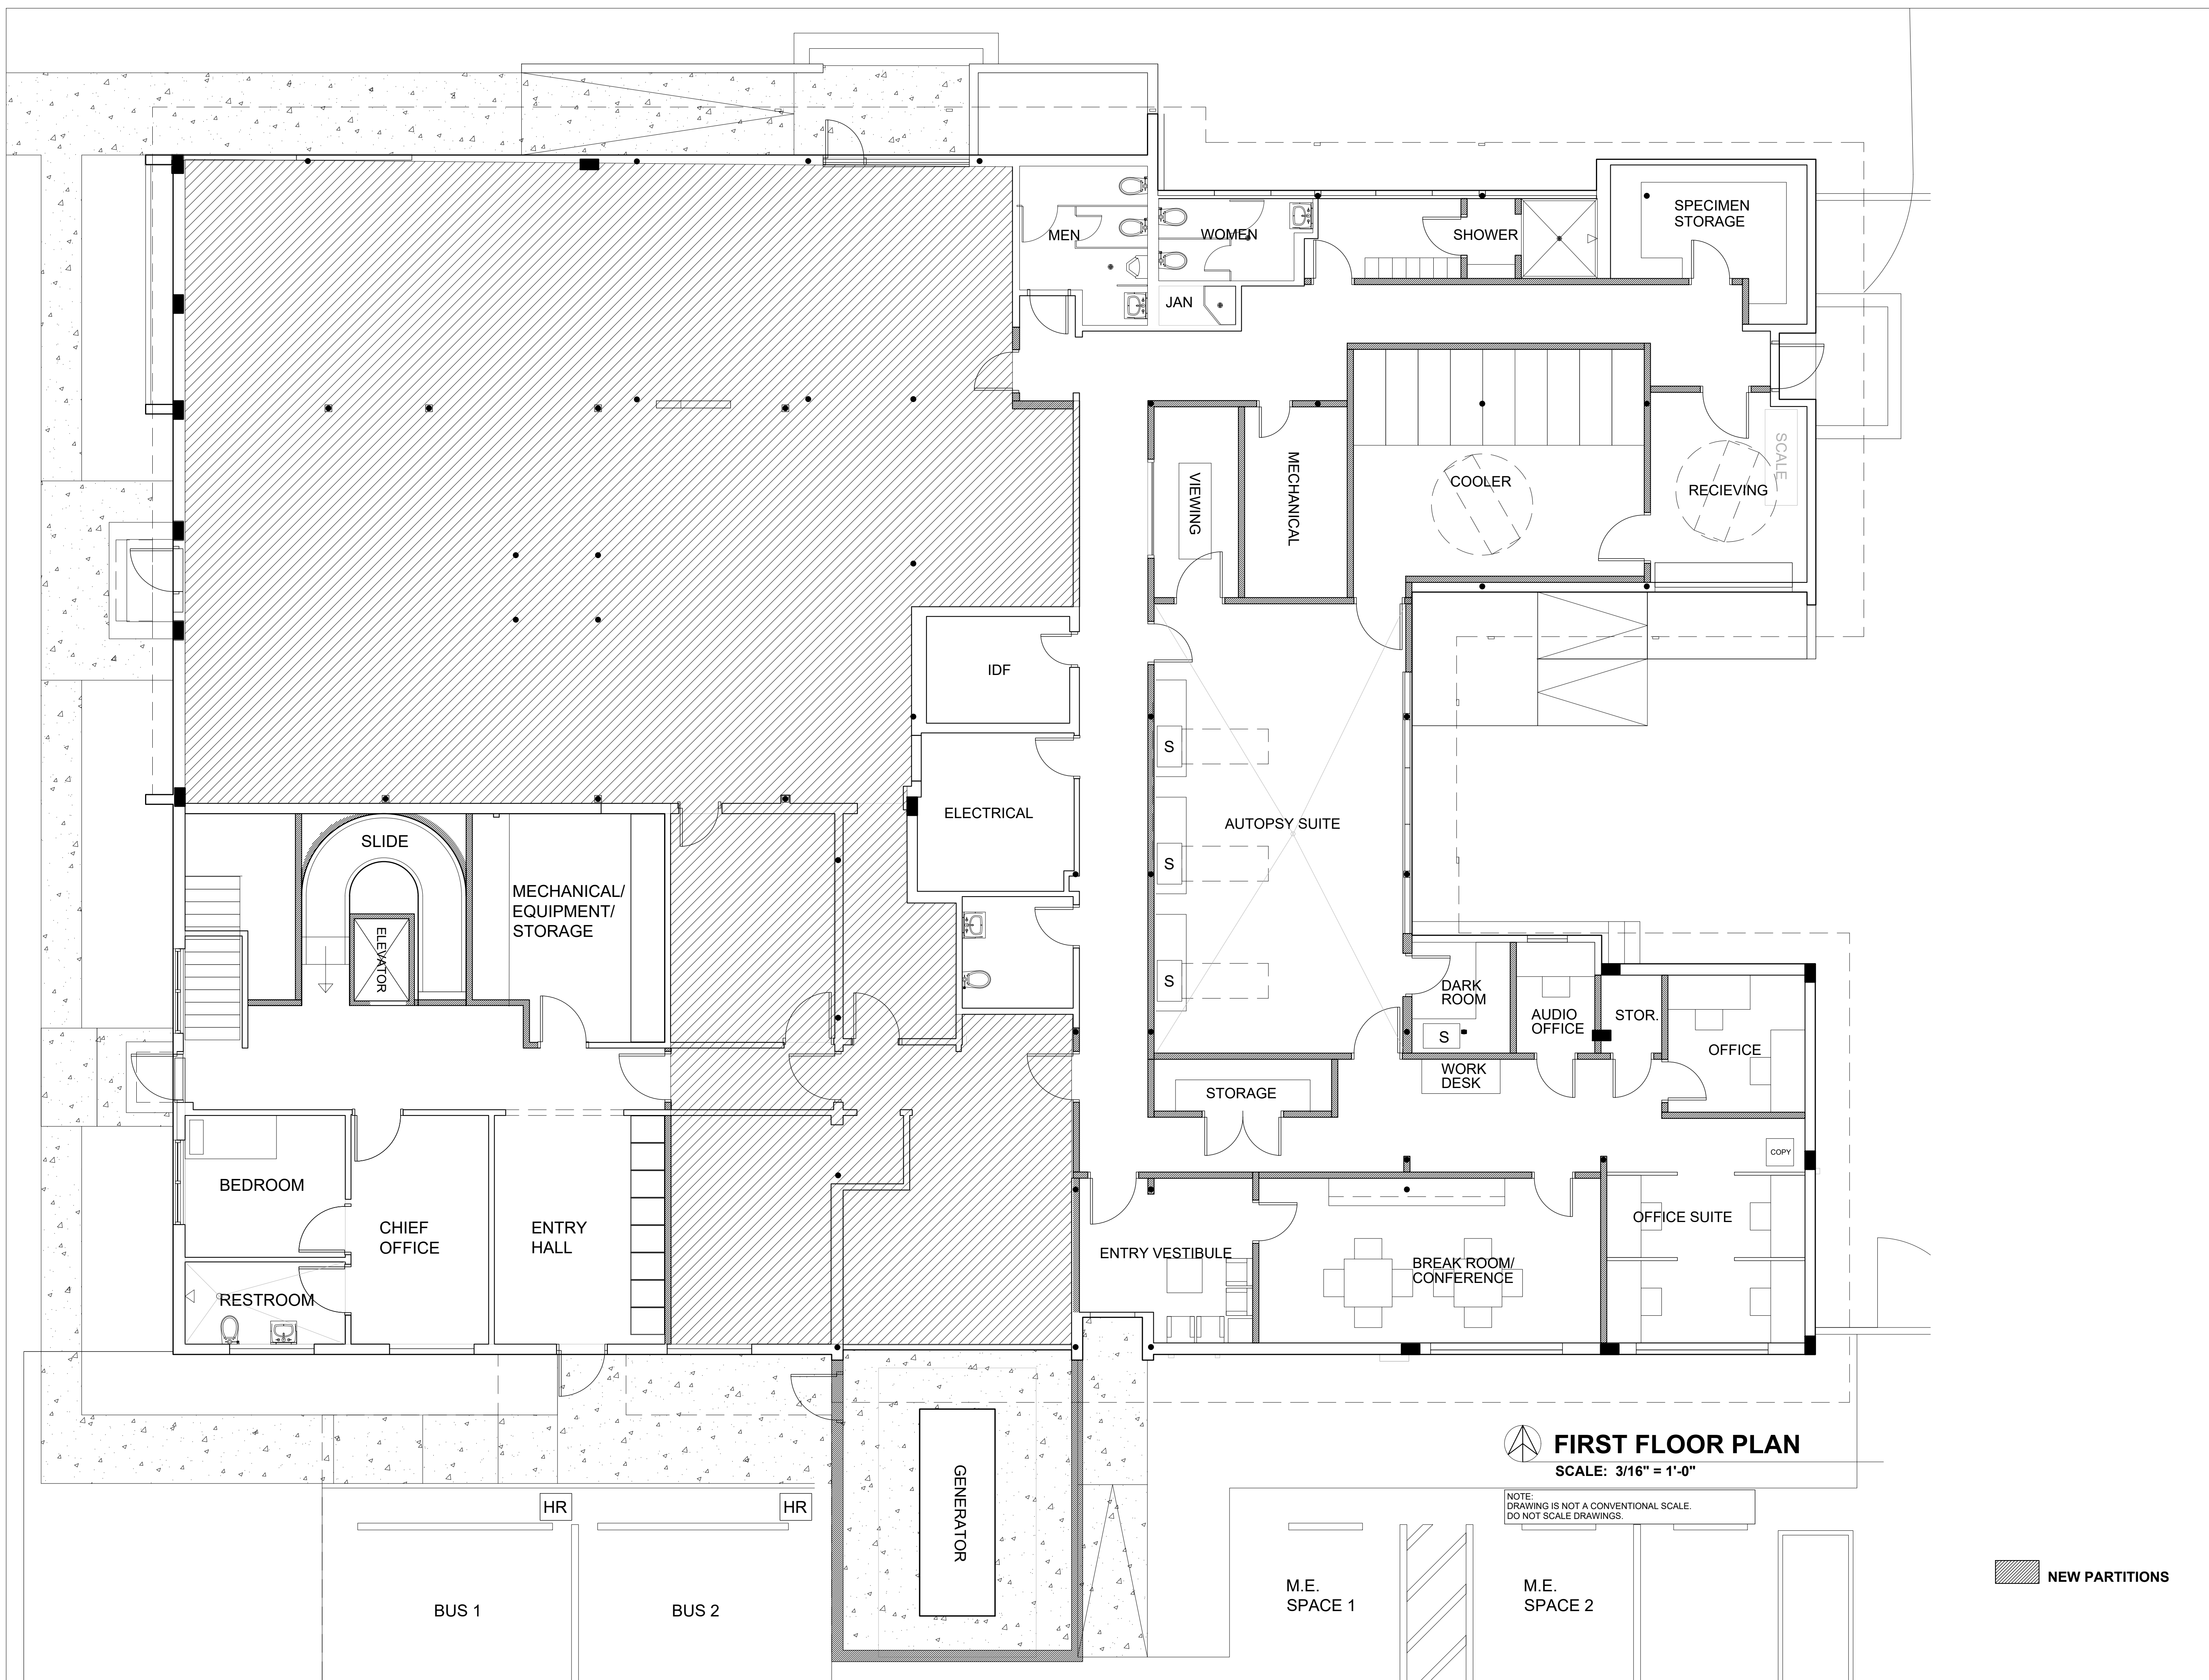 SPECIMEN
STORAGE
MEN
WOMEN
SHOWER
JAN
VIEWING
MECHANICAL
COOLER
RECIEVING
SCALE
IDF
ELECTRICAL
S
S
S
AUTOPSY SUITE
SLIDE
ELEVATOR
MECHANICAL/
EQUIPMENT/
STORAGE
DARK
ROOM
S
AUDIO
OFFICE
STOR.
OFFICE
WORK
DESK
STORAGE
COPY
BEDROOM
CHIEF
OFFICE
ENTRY
HALL
RESTROOM
ENTRY VESTIBULE
BREAK ROOM/
CONFERENCE
OFFICE SUITE
FIRST FLOOR PLAN
SCALE: 3/16" = 1'-0"
NOTE:
DRAWING IS NOT A CONVENTIONAL SCALE.
DO NOT SCALE DRAWINGS.
HR
HR
GENERATOR
BUS 1
BUS 2
M.E.
SPACE 1
M.E.
SPACE 2
NEW PARTITIONS